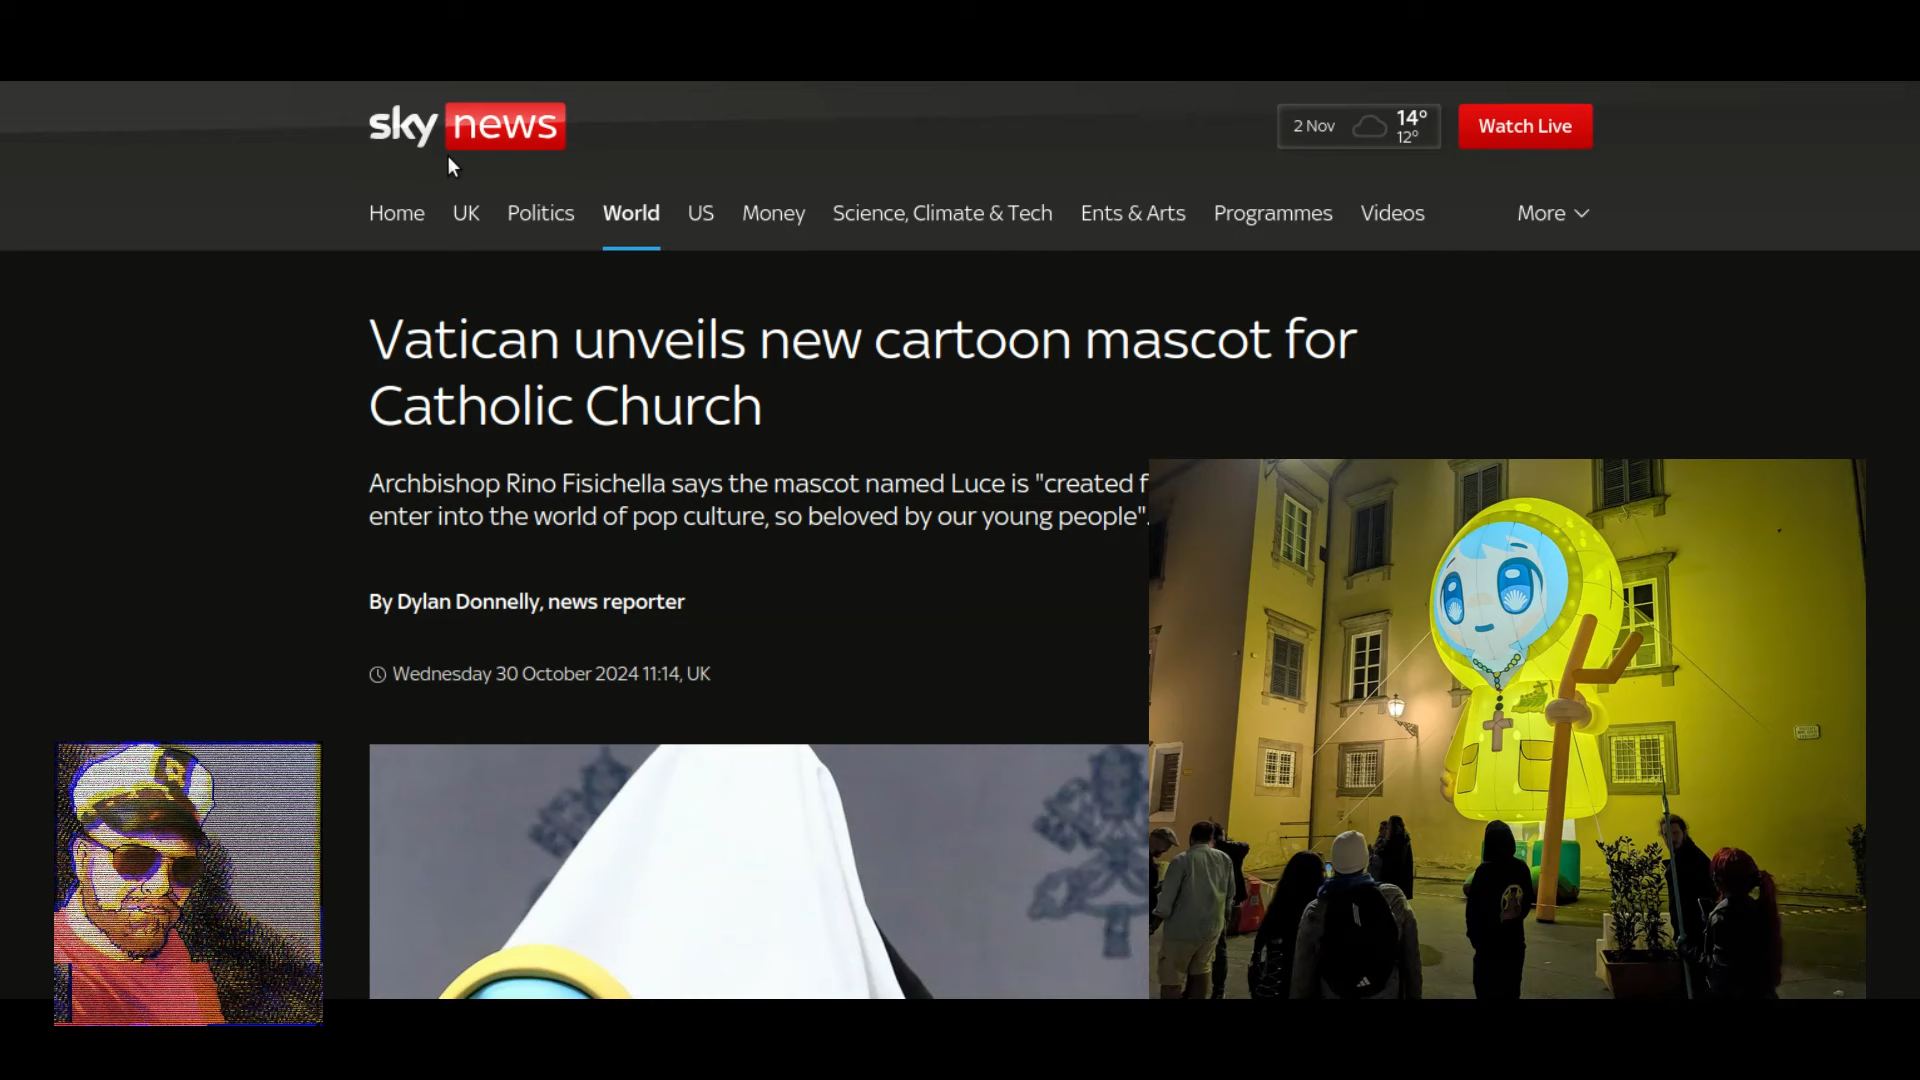 sky news
2 Nov 14° 12°
Watch Live
Home UK Politics World US Money Science, Climate & Tech Ents & Arts Programmes Videos More
Vatican unveils new cartoon mascot for
Catholic Church
Archbishop Rino Fisichella says the mascot named Luce is "created f
enter into the world of pop culture, so beloved by our young people".
By Dylan Donnelly, news reporter
Wednesday 30 October 2024 11:14, UK